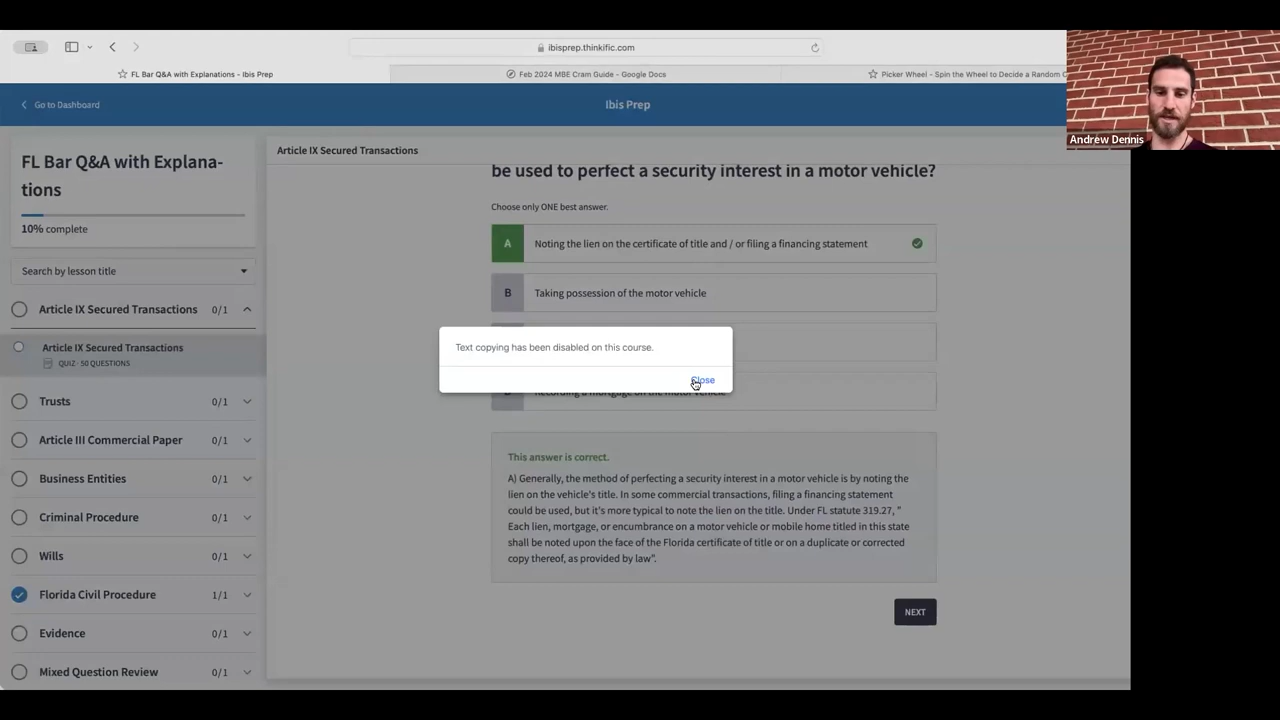 ibisprep.thinkific.com
FL Bar Q&A with Explanations - Ibis Prep
Feb 2024 MBE Cram Guide - Google Docs
Picker Wheel - Spin the Wheel to Decide a Random
Go to Dashboard
Ibis Prep
Andrew Dennis
FL Bar Q&A with Explana-
tions
10% complete
Search by lesson title
Article IX Secured Transactions 0/1
Article IX Secured Transactions
QUIZ · 50 QUESTIONS
Trusts 0/1
Article III Commercial Paper 0/1
Business Entities 0/1
Criminal Procedure 0/1
Wills 0/1
Florida Civil Procedure 1/1
Evidence 0/1
Mixed Question Review 0/1
Article IX Secured Transactions
be used to perfect a security interest in a motor vehicle?
Choose only ONE best answer.
A Noting the lien on the certificate of title and / or filing a financing statement
B Taking possession of the motor vehicle
Text copying has been disabled on this course.
Close
Recording a mortgage on the motor vehicle
This answer is correct.
A) Generally, the method of perfecting a security interest in a motor vehicle is by noting the
lien on the vehicle's title. In some commercial transactions, filing a financing statement
could be used, but it's more typical to note the lien on the title. Under FL statute 319.27, "
Each lien, mortgage, or encumbrance on a motor vehicle or mobile home titled in this state
shall be noted upon the face of the Florida certificate of title or on a duplicate or corrected
copy thereof, as provided by law".
NEXT